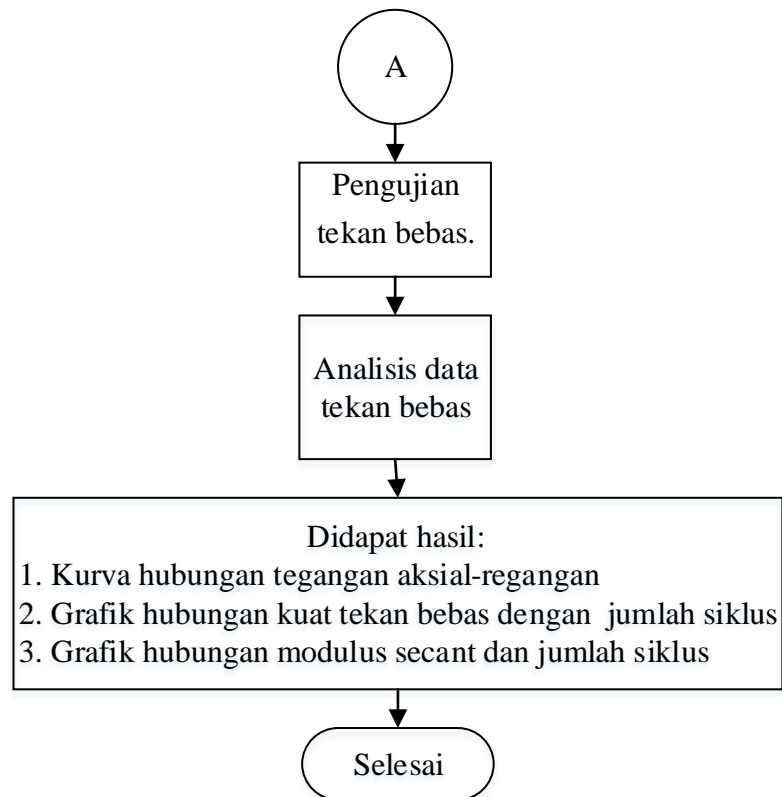 A
Pengujian
tekan bebas.
Analisis data
tekan bebas
Didapat hasil:
1. Kurva hubungan tegangan aksial-regangan
2. Grafik hubungan kuat tekan bebas dengan  jumlah siklus
3. Grafik hubungan modulus secant dan jumlah siklus
Selesai